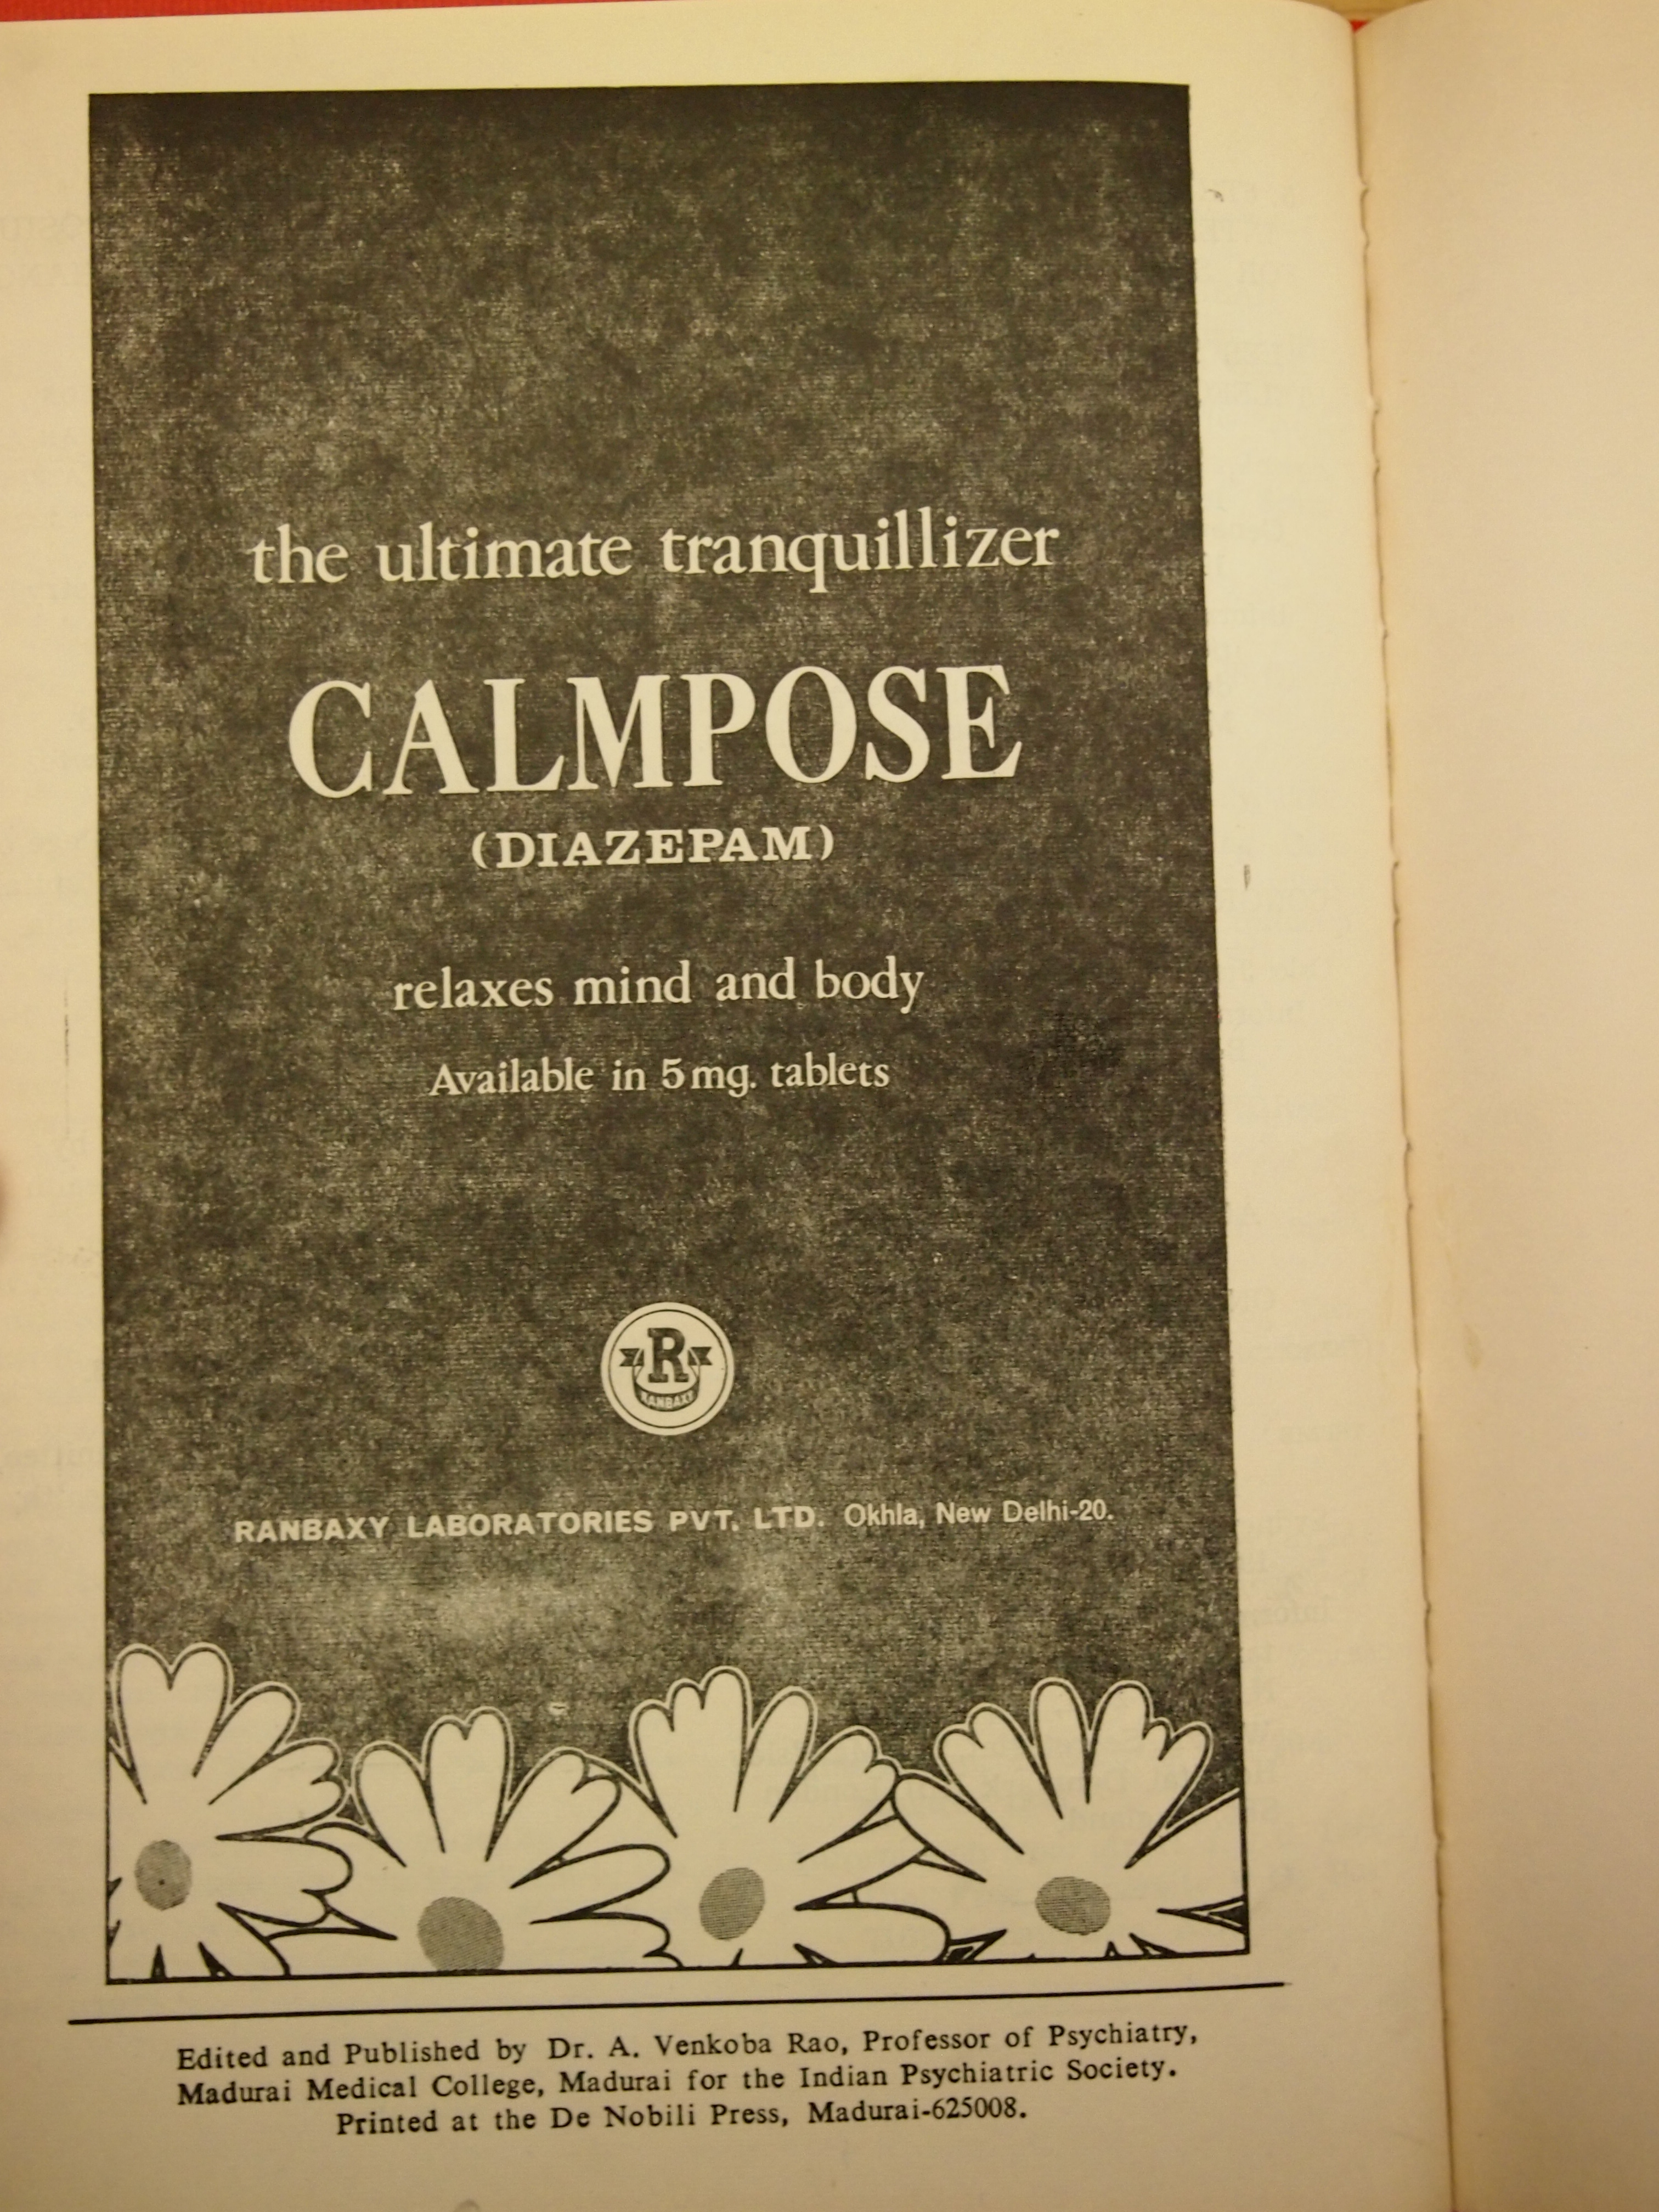 the ultimate tranquillizer
CALMPOSE
(DIAZEPAM)
relaxes mind and body
Available in 5 mg. tablets
R
RANBAXY
RANBAXY LABORATORIES PVT. LTD. Okhla, New Delhi-20.
Edited and Published by Dr. A. Venkoba Rao, Professor of Psychiatry,
Madurai Medical College, Madurai for the Indian Psychiatric Society.
Printed at the De Nobili Press, Madurai-625008.